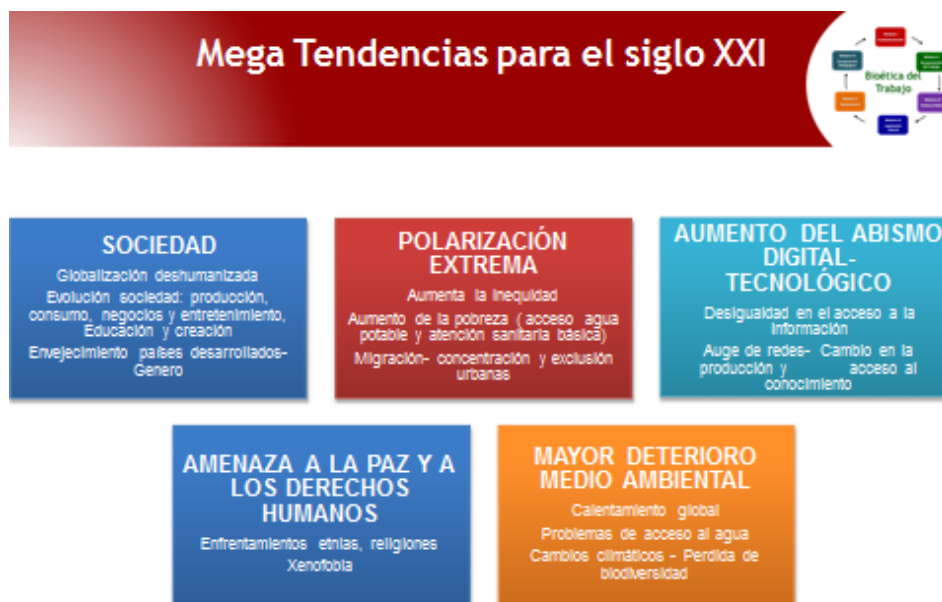 Mega Tendencias para el siglo XXI
Bioética del
Trabajo
SOCIEDAD
Globalización deshumanizada
Evolución sociedad: producción,
consumo, negocios y entretenimiento,
Educación y creación
Envejecimiento países desarrollados-
Genero
POLARIZACIÓN
EXTREMA
Aumenta la Inequidad
Aumento de la pobreza ( acceso agua
potable y atención sanitaria básica)
Migración- concentración y exclusión
urbanas
AUMENTO DEL ABISMO
DIGITAL-
TECNOLÓGICO
Desigualdad en el acceso a la
Información
Auge de redes- Cambio en la
producción y acceso al
conocimiento
AMENAZA A LA PAZ Y A
LOS DERECHOS
HUMANOS
Enfrentamientos etnias, religiones
Xenofobia
MAYOR DETERIORO
MEDIO AMBIENTAL
Calentamiento global
Problemas de acceso al agua
Cambios climáticos - Perdida de
biodiversidad